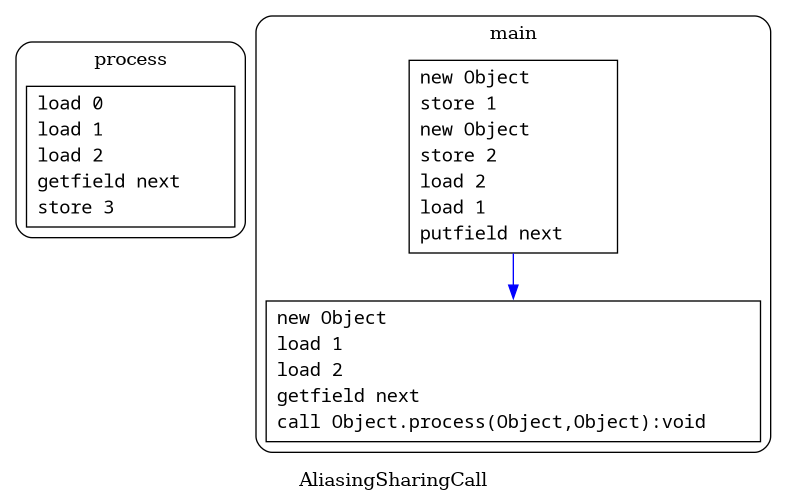 process
load 0
load 1
load 2
getfield next
store 3
main
new Object
store 1
new Object
store 2
load 2
load 1
putfield next
new Object
load 1
load 2
getfield next
call Object.process(Object,Object):void
AliasingSharingCall